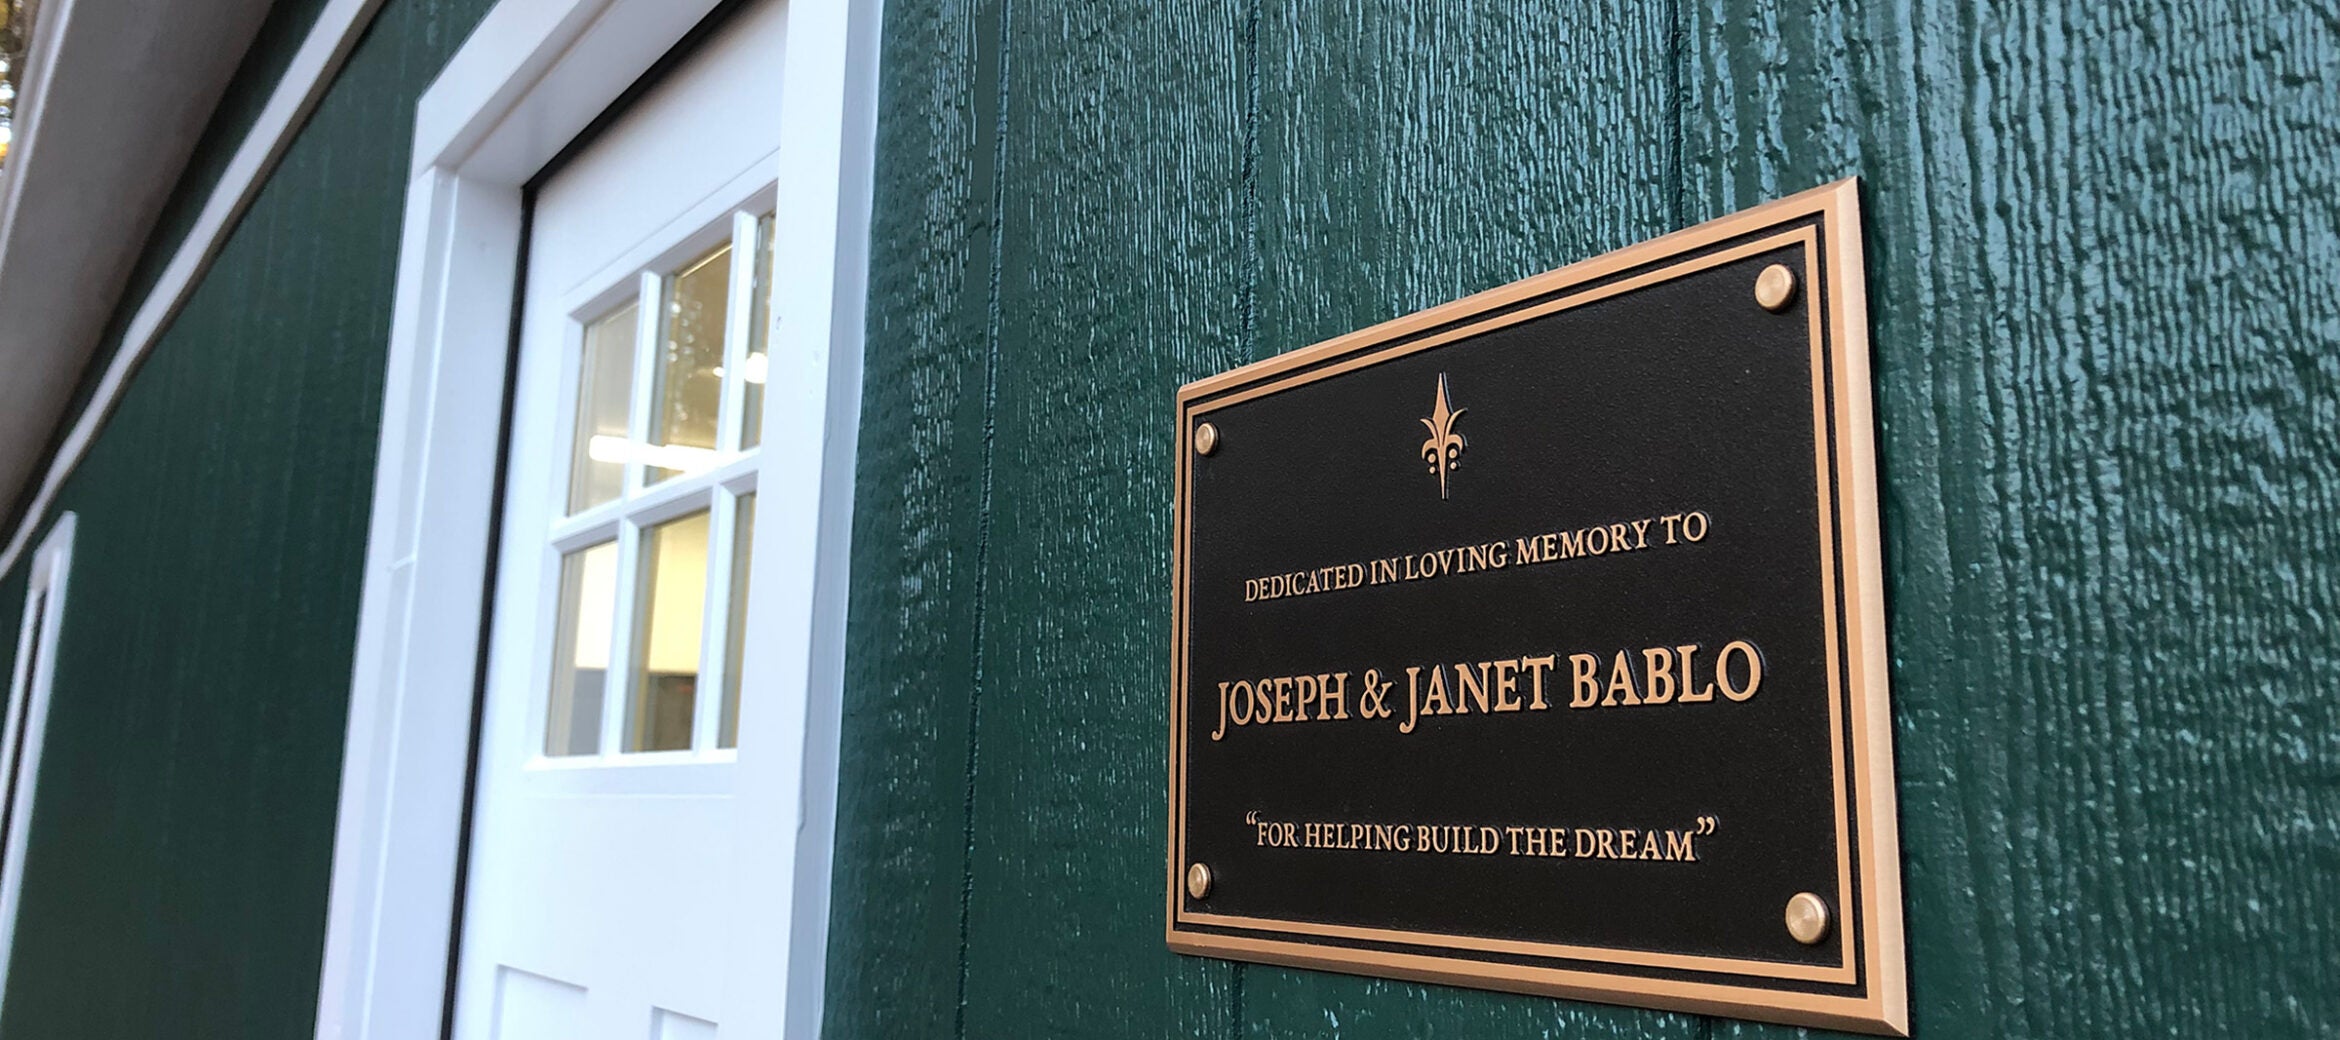 DEDICATED IN LOVING MEMORY TO
JOSEPH & JANET BABLO
“FOR HELPING BUILD THE DREAM”